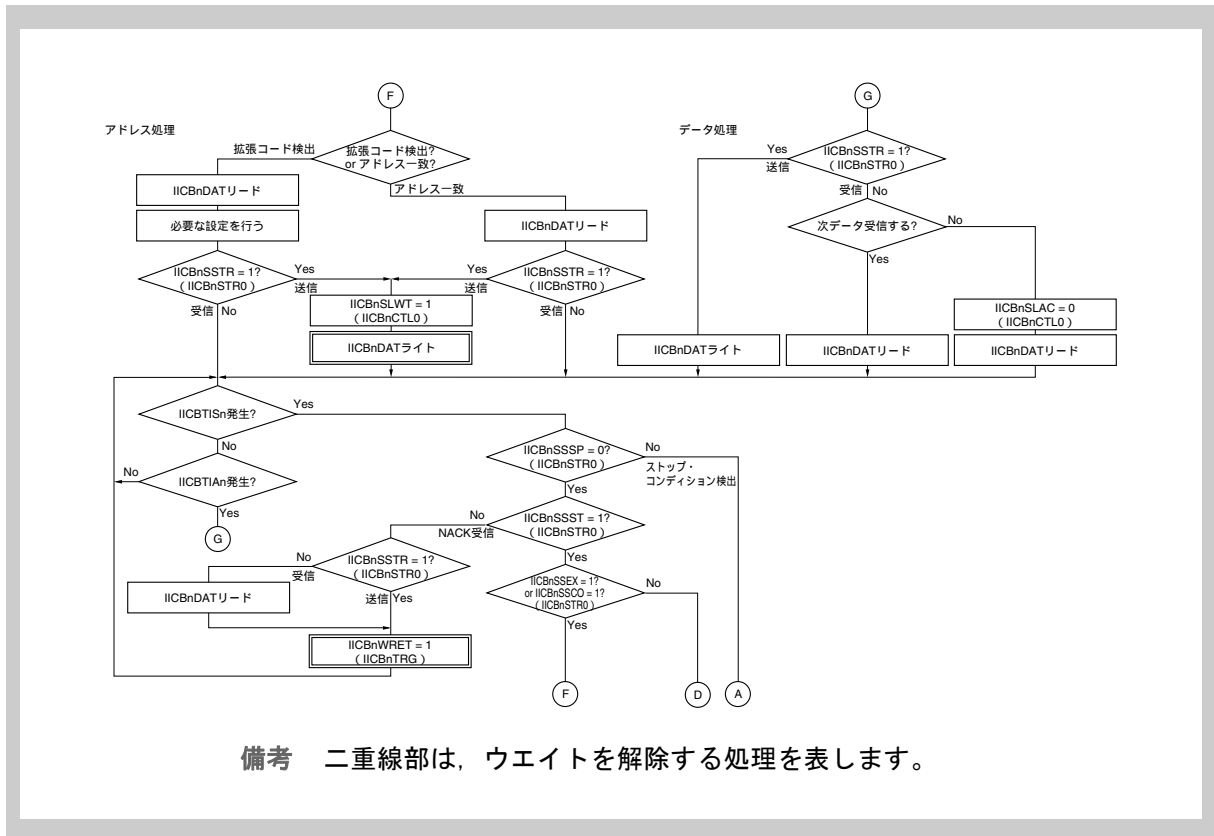 F
アドレス処理
拡張コード検出
拡張コード検出?
or アドレス一致?
アドレス一致
IICBnDATリード
必要な設定を行う
IICBnSSTR = 1?
( IICBnSTR0 )
受信 No
Yes
送信
IICBnSLWT = 1
( IICBnCTL0 )
IICBnDATライト
IICBnDATリード
Yes
送信
IICBnSSTR = 1?
( IICBnSTR0 )
受信 No
G
データ処理
Yes
送信
IICBnSSTR = 1?
( IICBnSTR0 )
受信 No
次データ受信する?
No
Yes
IICBnSLAC = 0
( IICBnCTL0 )
IICBnDATライト
IICBnDATリード
IICBnDATリード
IICBTISn発生?
Yes
No
No
IICBTIAn発生?
Yes
G
IICBnSSSP = 0?
( IICBnSTR0 )
No
ストップ・
コンディション検出
Yes
No
NACK受信
IICBnSSST = 1?
( IICBnSTR0 )
Yes
No
受信
IICBnSSTR = 1?
( IICBnSTR0 )
送信 Yes
IICBnDATリード
IICBnWRET = 1
( IICBnTRG )
IICBnSSEX = 1?
or IICBnSSCO = 1?
( IICBnSTR0 )
No
Yes
F
D
A
備考 二重線部は，ウエイトを解除する処理を表します。